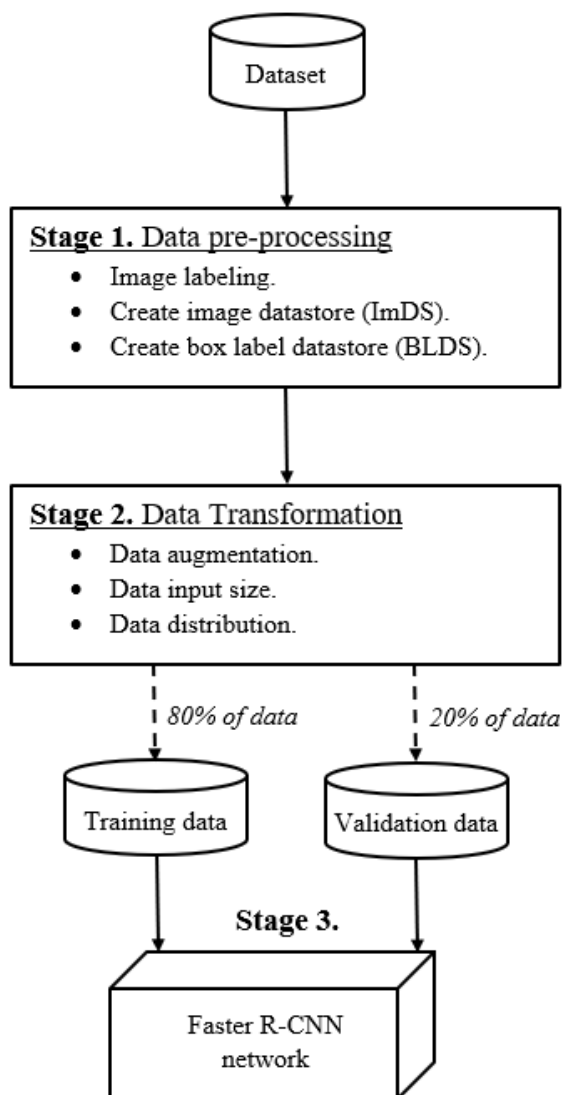 Dataset
Stage 1. Data pre-processing
• Image labeling.
• Create image datastore (ImDS).
• Create box label datastore (BLDS).
Stage 2. Data Transformation
• Data augmentation.
• Data input size.
• Data distribution.
80% of data
20% of data
Training data
Validation data
Stage 3.
Faster R-CNN
network